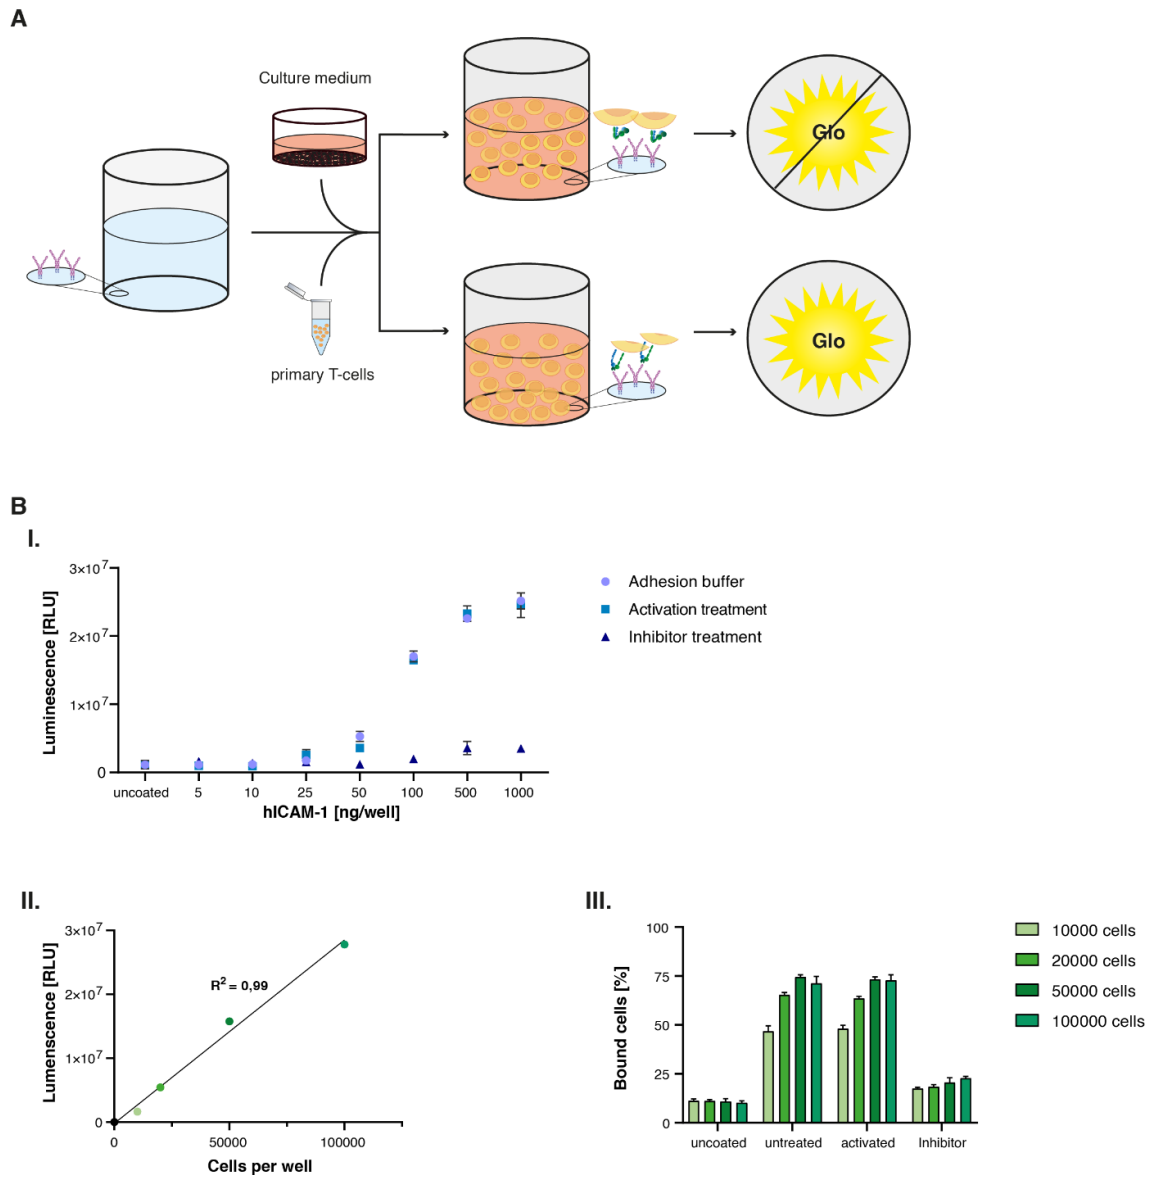 A
Culture medium
Glo
primary T-cells
Glo
B
I.
3×10⁷
2×10⁷
1×10⁷
0
Luminescence [RLU]
uncoated 5 10 25 50 100 500 1000
hICAM-1 [ng/well]
Adhesion buffer
Activation treatment
Inhibitor treatment
II.
3×10⁷
2×10⁷
1×10⁷
0
Lumenscence [RLU]
R² = 0,99
0 50000 100000
Cells per well
III.
100
75
50
25
0
Bound cells [%]
uncoated untreated activated Inhibitor
10000 cells
20000 cells
50000 cells
100000 cells